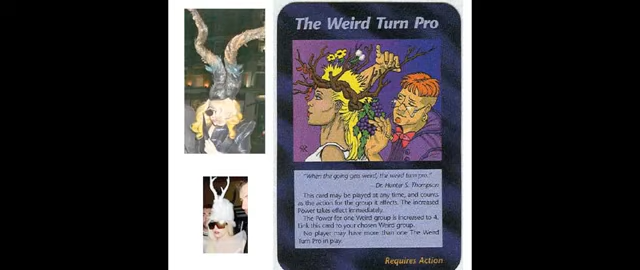 The Weird Turn Pro
"When the going gets weird, the weird turn pro."
– Dr. Hunter S. Thompson
This card may be played at any time, and counts
as the action for the group it affects. The increased
Power takes effect immediately.
The Power for one Weird group is increased to 4.
Link this card to your chosen Weird group.
No player may have more than one The Weird
Turn Pro in play.
Requires Action